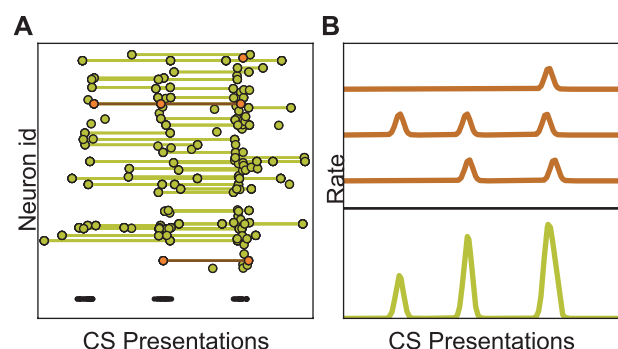 A
B
Neuron id
Rate
CS Presentations
CS Presentations